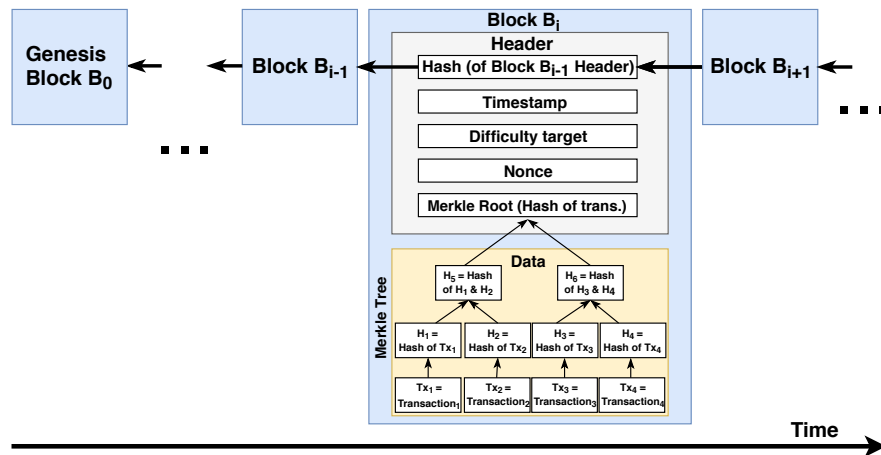 Block Bᵢ
Header
Genesis
Block B₀
Block Bᵢ₋₁
Hash (of Block Bᵢ₋₁ Header)
Block Bᵢ₊₁
Timestamp
Difficulty target
Nonce
Merkle Root (Hash of trans.)
Merkle Tree
Data
H₅ = Hash
of H₁ & H₂
H₆ = Hash
of H₃ & H₄
H₁ =
Hash of Tx₁
H₂ =
Hash of Tx₂
H₃ =
Hash of Tx₃
H₄ =
Hash of Tx₄
Tx₁ =
Transaction₁
Tx₂ =
Transaction₂
Tx₃ =
Transaction₃
Tx₄ =
Transaction₄
Time